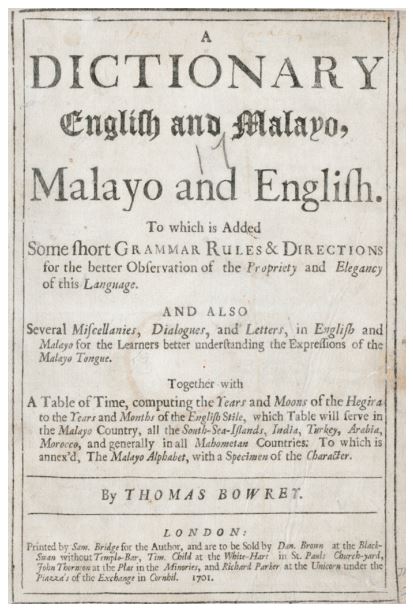 A
DICTIONARY
Engliſh and Malayo,
Malayo and Engliſh.
To which is Added
Some ſhort GRAMMAR RULES & DIRECTIONS
for the better Obſervation of the Propriety and Elegancy
of this Language.
AND ALSO
Several Miſcellanies, Dialogues, and Letters, in Engliſh and
Malayo for the Learners better underſtanding the Expreſſions of the
Malayo Tongue.
Together with
A Table of Time, computing the Years and Moons of the Hegira
to the Years and Months of the Engliſh Stile, which Table will ſerve in
the Malayo Country, all the South-Sea-Iſlands, India, Turkey, Arabia,
Morocco, and generally in all Mahometan Countries: To which is
annex'd, The Malayo Alphabet, with a Specimen of the Character.
By THOMAS BOWREY.
LONDON:
Printed by Sam. Bridge for the Author, and are to be Sold by Dan. Brown at the Black-
Swan without Temple-Bar, Tim. Child at the White-Hart in St. Pauls Church-yard,
John Thornton at the Plat in the Minories, and Richard Parker at the Unicorn under the
Piazza's of the Exchange in Cornhil. 1701.